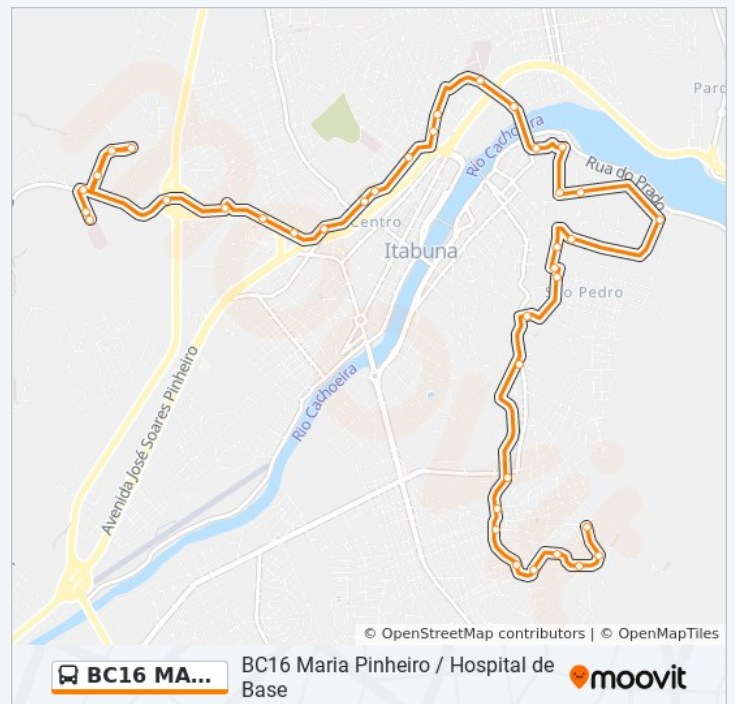 Parc
Rio Cachoeira
Rua do Prado
Centro
Itabuna
São Pedro
Rio Cachoeira
Avenida José Soares Pinheiro
© OpenStreetMap contributors | © OpenMapTiles
BC16 MA...
BC16 Maria Pinheiro / Hospital de
Base
moovit